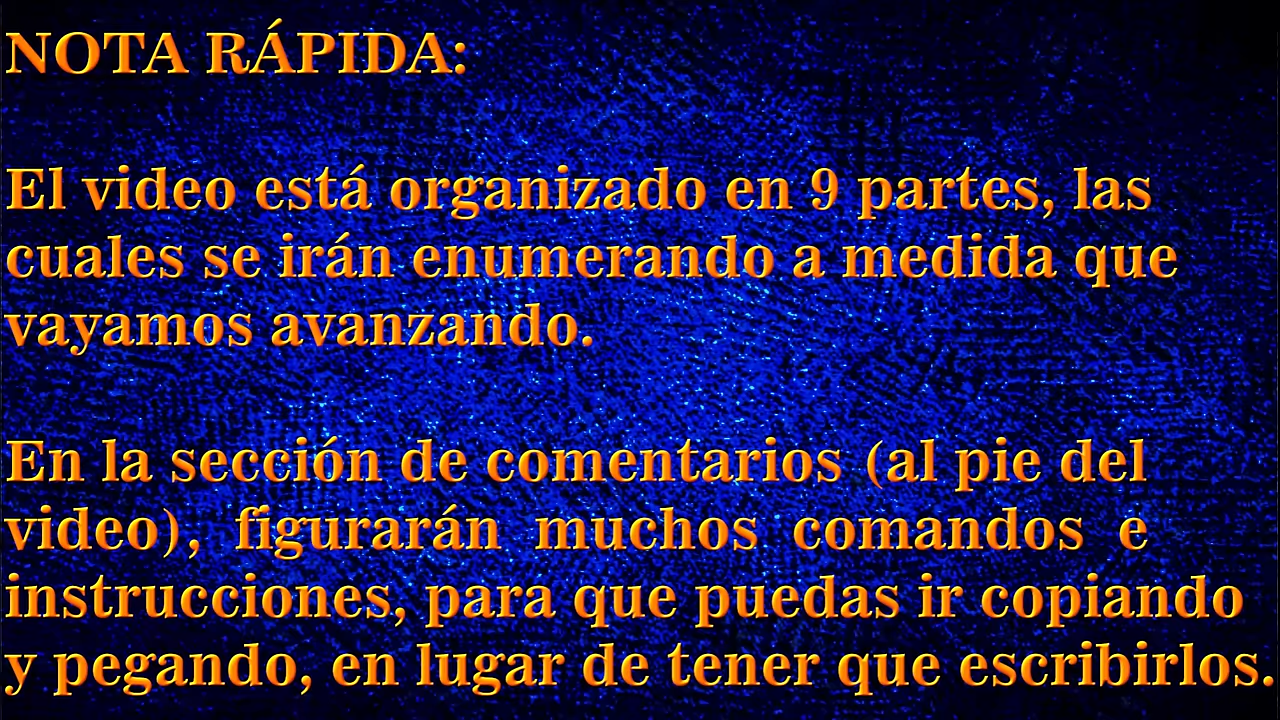 NOTA RÁPIDA:
El video está organizado en 9 partes, las
cuales se irán enumerando a medida que
vayamos avanzando.
En la sección de comentarios (al pie del
video), figurarán muchos comandos e
instrucciones, para que puedas ir copiando
y pegando, en lugar de tener que escribirlos.